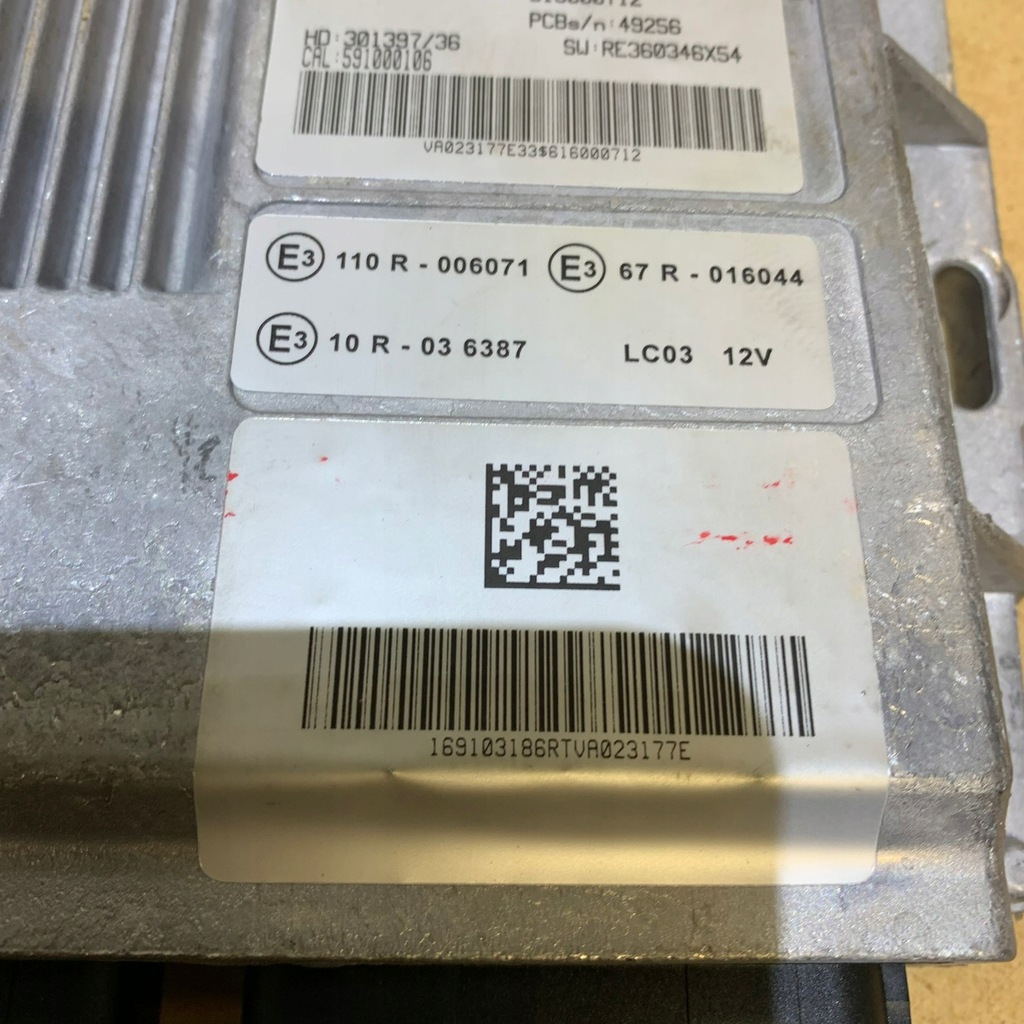 PCBs/n:49256
HD:301397/36 SW:RE360346X54
CAL:591000106
VA023177E33$616000712
E3 110 R - 006071 E3 67 R - 016044
E3 10 R - 03 6387 LC03 12V
169103186RTVA023177E